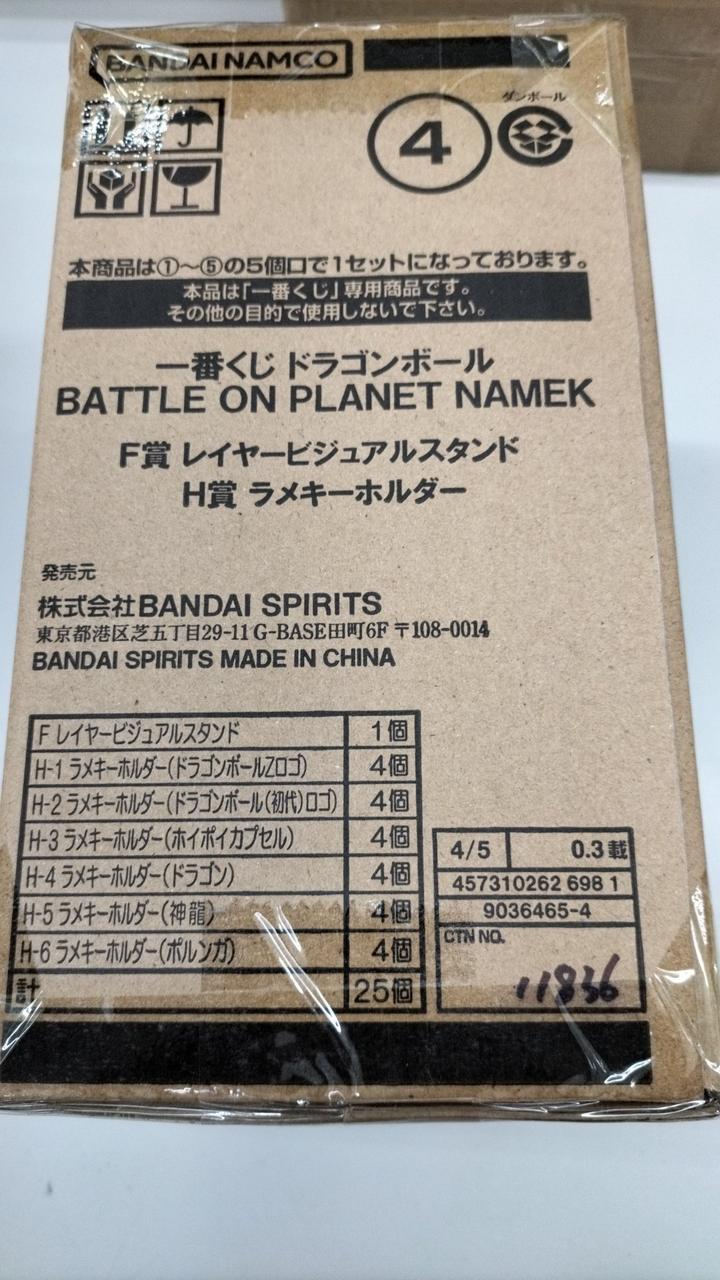 BANDAI NAMCO
4
ダンボール
本商品は①~⑤の5個口で1セットになっております。
本品は「一番くじ」専用商品です。
その他の目的で使用しないで下さい。
一番くじ ドラゴンボール
BATTLE ON PLANET NAMEK
F賞 レイヤービジュアルスタンド
H賞 ラメキーホルダー
発売元
株式会社BANDAI SPIRITS
東京都港区芝五丁目29-11 G-BASE田町6F 〒108-0014
BANDAI SPIRITS MADE IN CHINA
F レイヤービジュアルスタンド 1個
H-1 ラメキーホルダー(ドラゴンボールZロゴ) 4個
H-2 ラメキーホルダー(ドラゴンボール(初代)ロゴ) 4個
H-3 ラメキーホルダー(ホイポイカプセル) 4個
H-4 ラメキーホルダー(ドラゴン) 4個
H-5 ラメキーホルダー(神龍) 4個
H-6 ラメキーホルダー(ポルンガ) 4個
計 25個
4/5 0.3載
457310262 698 1
9036465-4
CTN NO.
11836